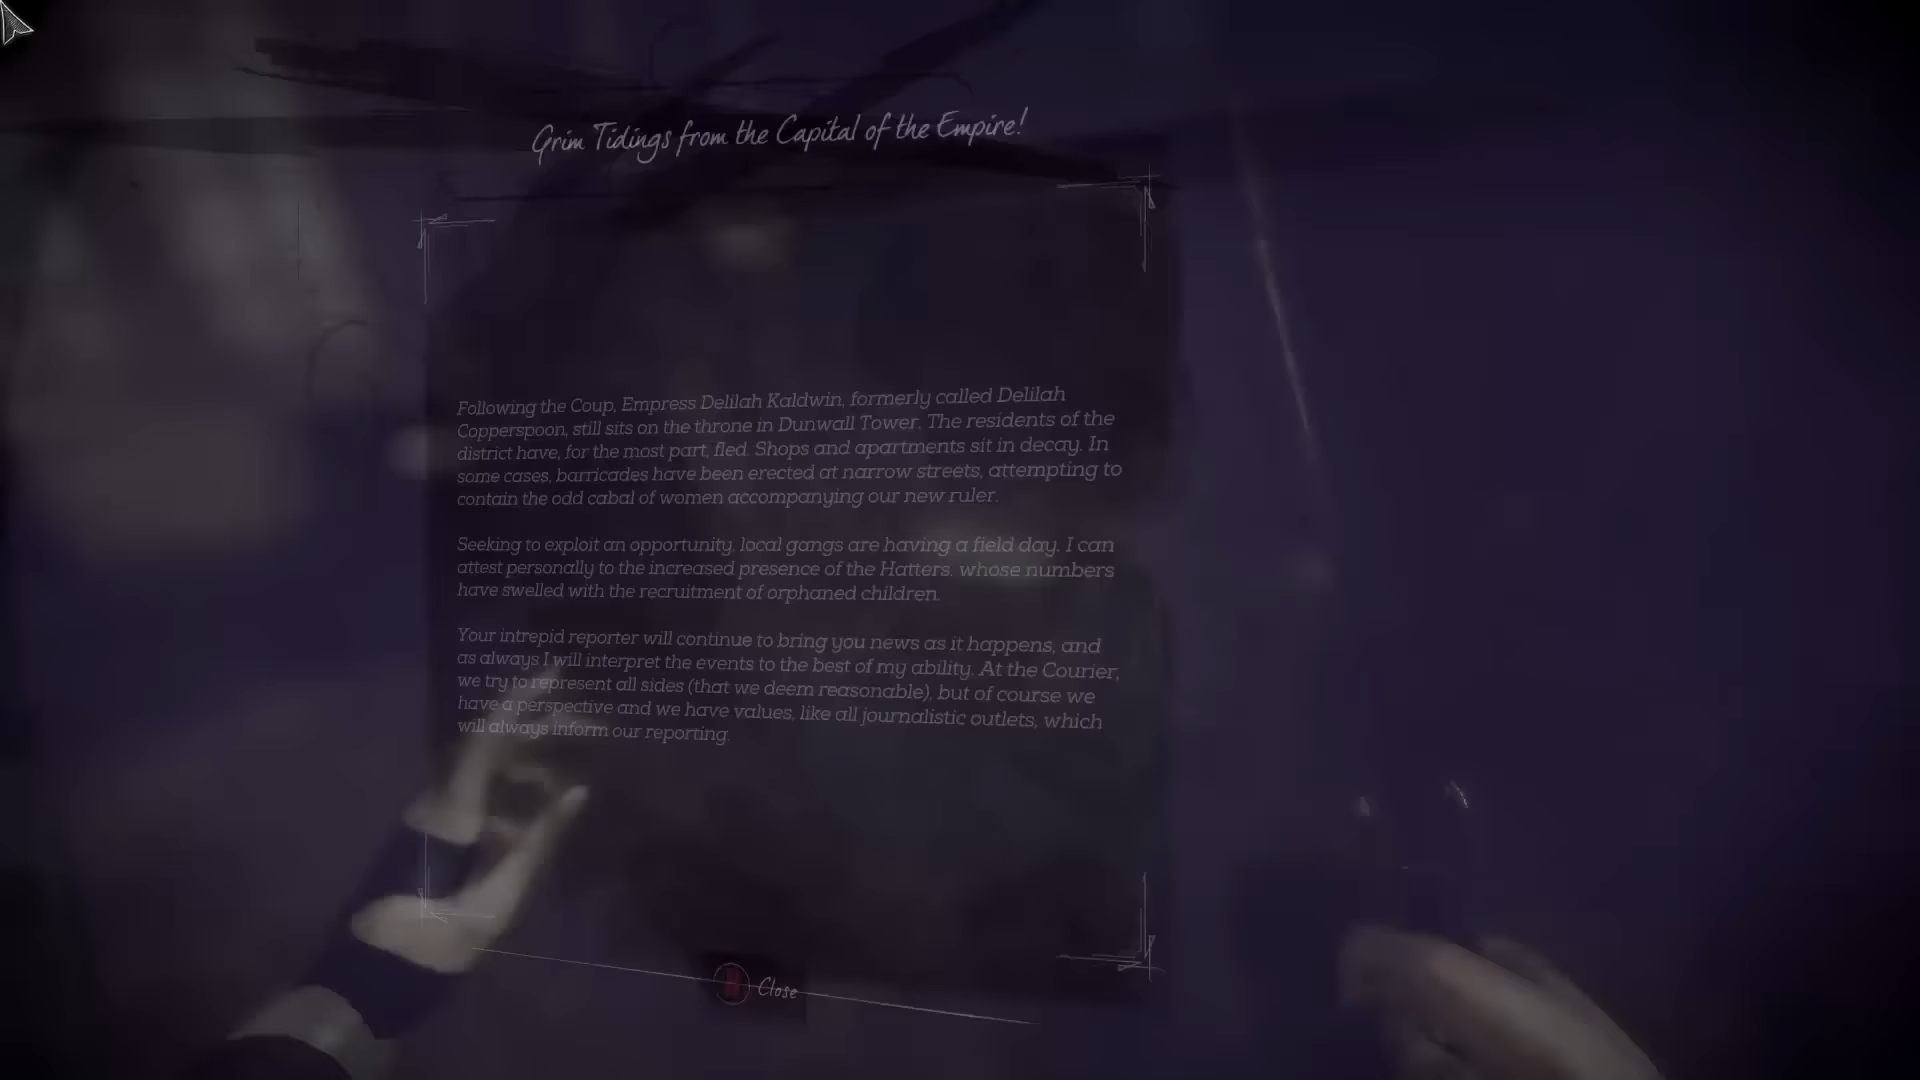 Grim Tidings from the Capital of the Empire!
Following the Coup, Empress Delilah Kaldwin, formerly called Delilah
Copperspoon, still sits on the throne in Dunwall Tower. The residents of the
district have, for the most part, fled. Shops and apartments sit in decay. In
some cases, barricades have been erected at narrow streets, attempting to
contain the odd cabal of women accompanying our new ruler.
Seeking to exploit an opportunity, local gangs are having a field day. I can
attest personally to the increased presence of the Hatters, whose numbers
have swelled with the recruitment of orphaned children.
Your intrepid reporter will continue to bring you news as it happens, and
as always I will interpret the events to the best of my ability. At the Courier,
we try to represent all sides (that we deem reasonable), but of course we
have a perspective and we have values, like all journalistic outlets, which
will always inform our reporting.
Close